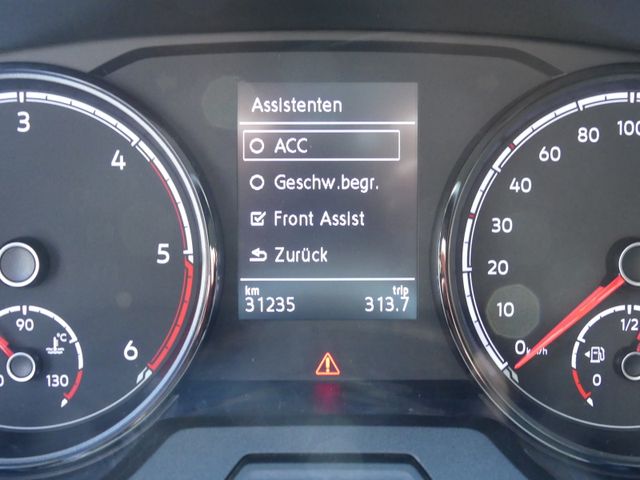 Assistenten
ACC
Geschw.begr.
Front Assist
Zurück
km trip
31235 313.7
3
4
5
6
90
°C
130
0
10
20
30
40
60
80
100
0 km/h
1/2
0